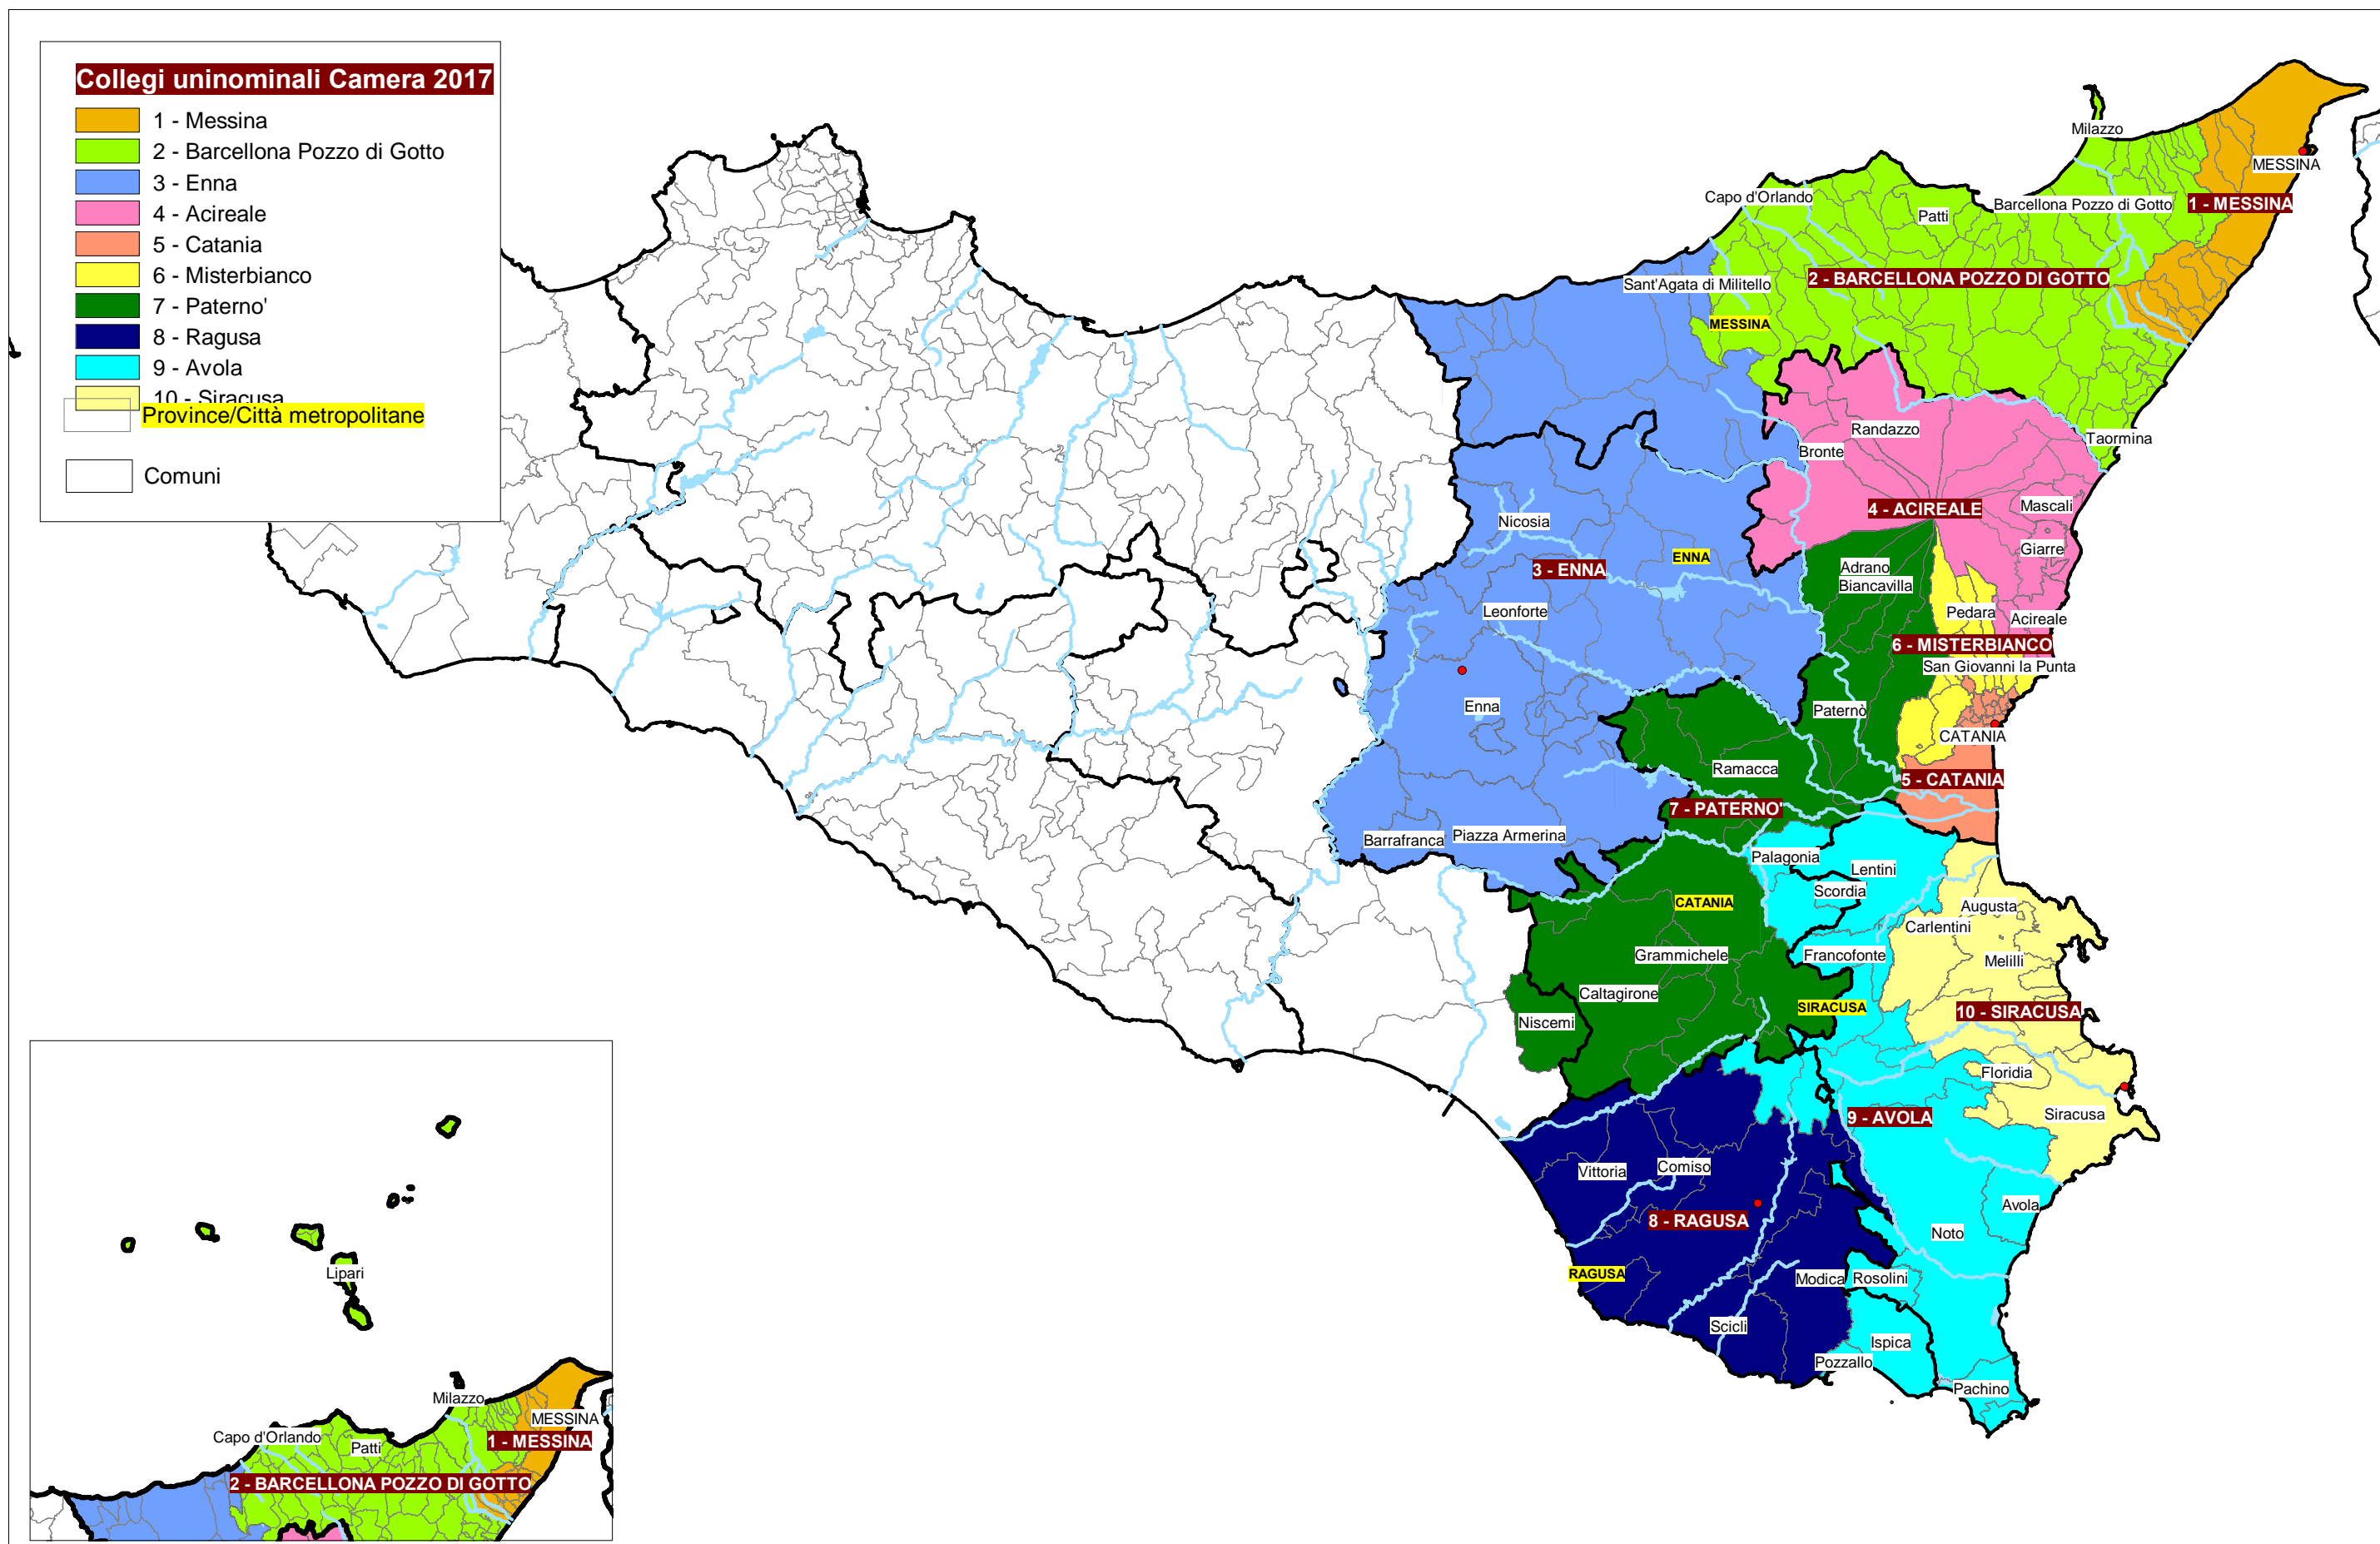 Collegi uninominali Camera 2017
1 - Messina
2 - Barcellona Pozzo di Gotto
3 - Enna
4 - Acireale
5 - Catania
6 - Misterbianco
7 - Paterno'
8 - Ragusa
9 - Avola
10 - Siracusa
Province/Città metropolitane
Comuni
Milazzo
MESSINA
Capo d'Orlando
Barcellona Pozzo di Gotto
1 - MESSINA
Patti
2 - BARCELLONA POZZO DI GOTTO
Sant'Agata di Militello
MESSINA
Randazzo
Taormina
Bronte
4 - ACIREALE
Mascali
Nicosia
Giarre
ENNA
3 - ENNA
Adrano
Biancavilla
Leonforte
Pedara
Acireale
6 - MISTERBIANCO
San Giovanni la Punta
Enna
Paternò
CATANIA
Ramacca
5 - CATANIA
7 - PATERNO'
Barrafranca
Piazza Armerina
Palagonia
Lentini
Scordia
CATANIA
Augusta
Carlentini
Grammichele
Francofonte
Melilli
Caltagirone
SIRACUSA
10 - SIRACUSA
Niscemi
Floridia
9 - AVOLA
Siracusa
Vittoria
Comiso
Avola
8 - RAGUSA
Noto
RAGUSA
Modica
Rosolini
Scicli
Ispica
Pozzallo
Pachino
Lipari
Milazzo
MESSINA
Capo d'Orlando
Patti
1 - MESSINA
2 - BARCELLONA POZZO DI GOTTO